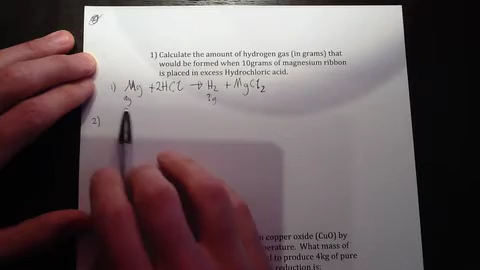 1) Calculate the amount of hydrogen gas (in grams) that
would be formed when 10grams of magnesium ribbon
is placed in excess Hydrochloric acid.
1) Mg + 2HCl → H₂ + MgCl₂
?g
2)
copper oxide (CuO) by
perature. What mass of
to produce 4kg of pure
reduction is: